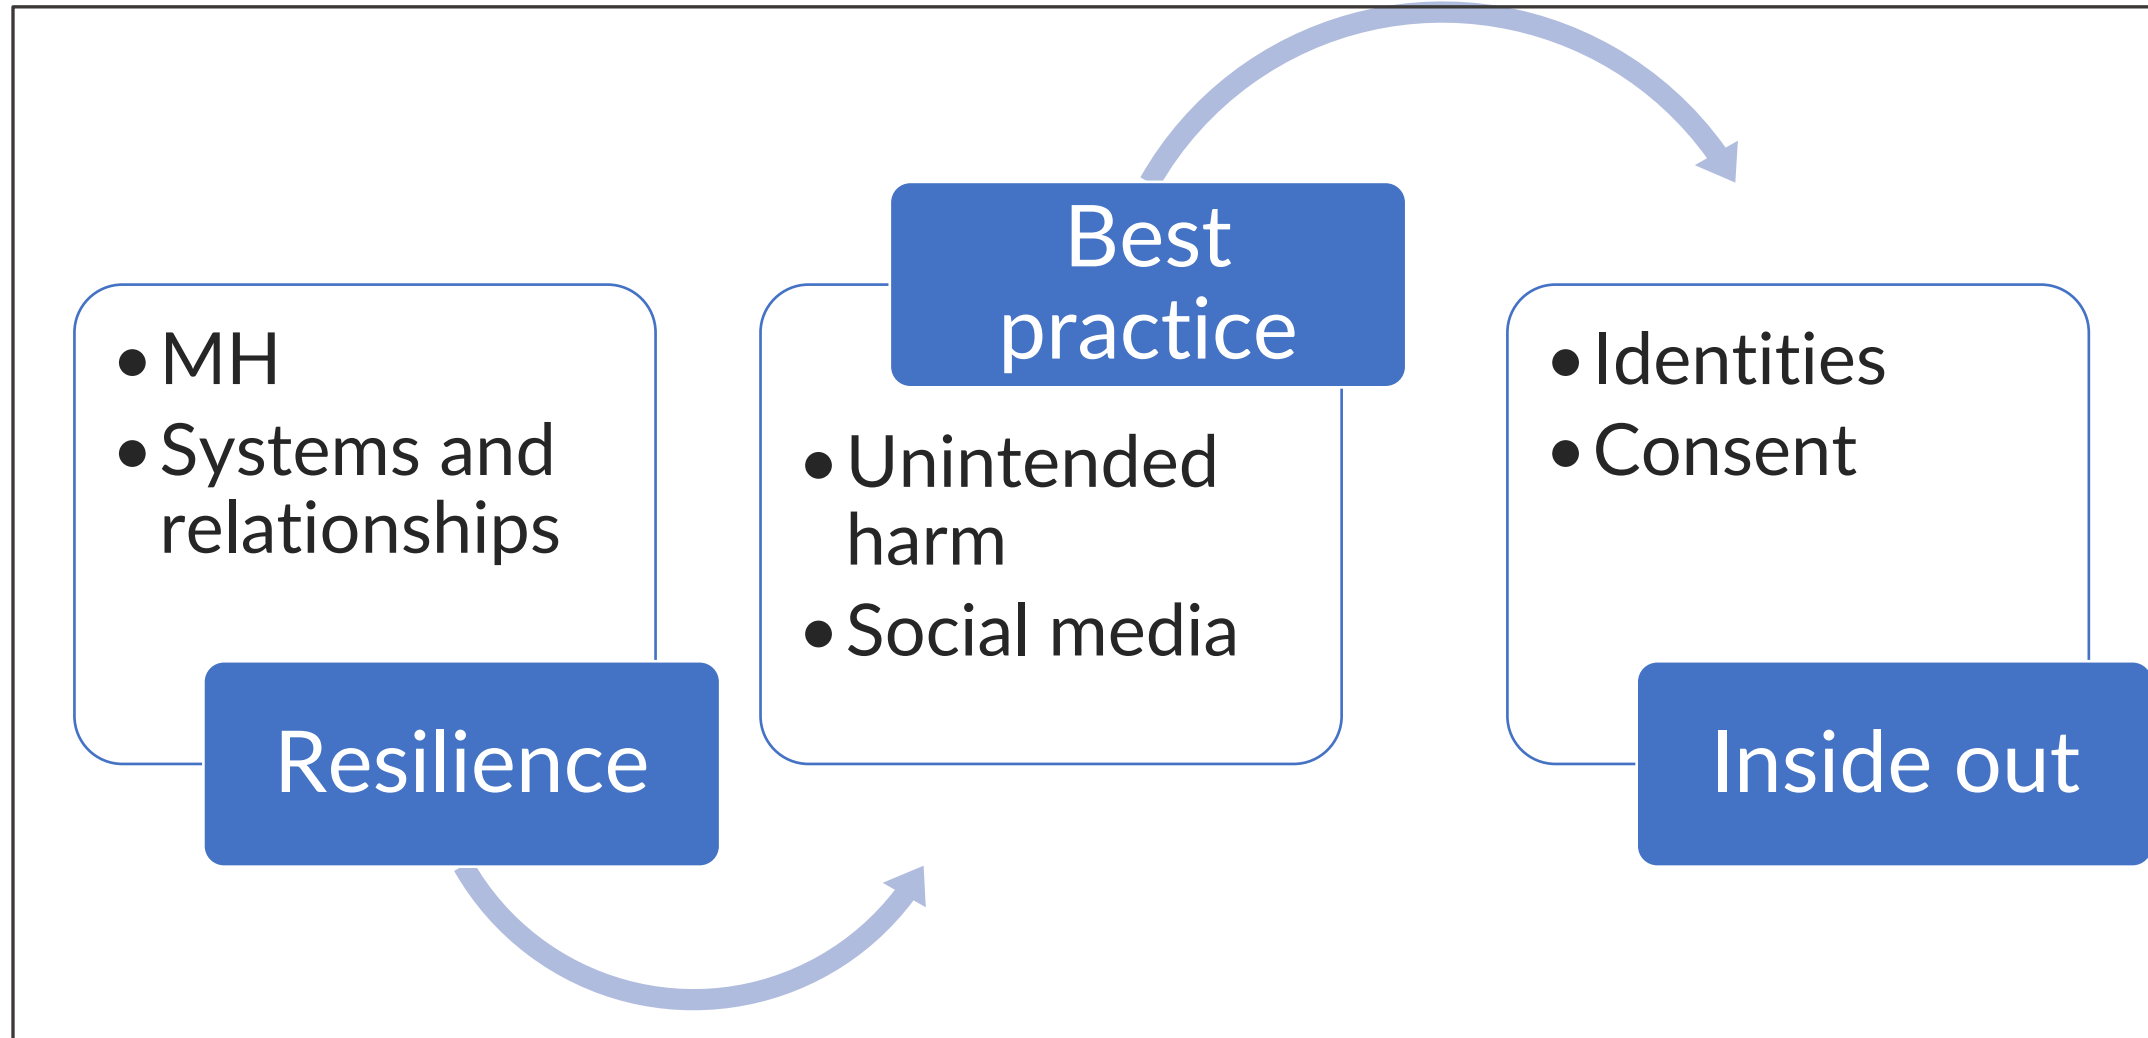 • MH
• Systems and
relationships
Resilience
Best
practice
• Unintended
harm
• Social media
• Identities
• Consent
Inside out